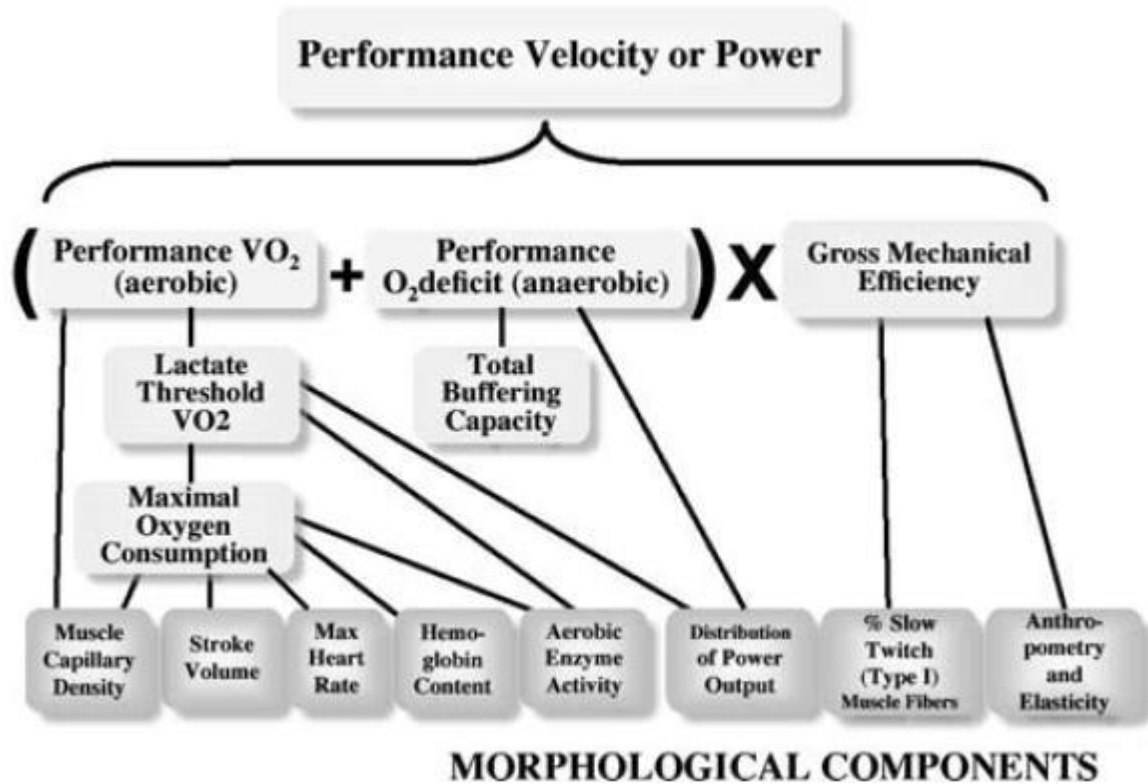 Performance Velocity or Power
( Performance VO₂
(aerobic)
+
Performance
O₂deficit (anaerobic) )
X
Gross Mechanical
Efficiency
Lactate
Threshold
VO2
Total
Buffering
Capacity
Maximal
Oxygen
Consumption
Muscle
Capillary
Density
Stroke
Volume
Max
Heart
Rate
Hemo-
globin
Content
Aerobic
Enzyme
Activity
Distribution
of Power
Output
% Slow
Twitch
(Type I)
Muscle Fibers
Anthro-
pometry
and
Elasticity
MORPHOLOGICAL COMPONENTS